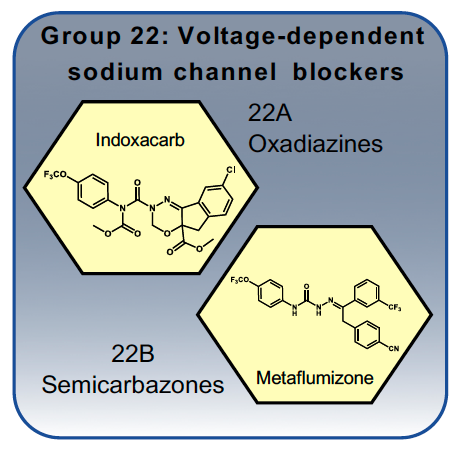 Group 22: Voltage-dependent
sodium channel blockers
22A
Oxadiazines
Indoxacarb
Cl
F₃CO
O
N
N
N
O
O
O
O
O
22B
Semicarbazones
F₃CO
O
N
H
N
H
N
CF₃
CN
Metaflumizone